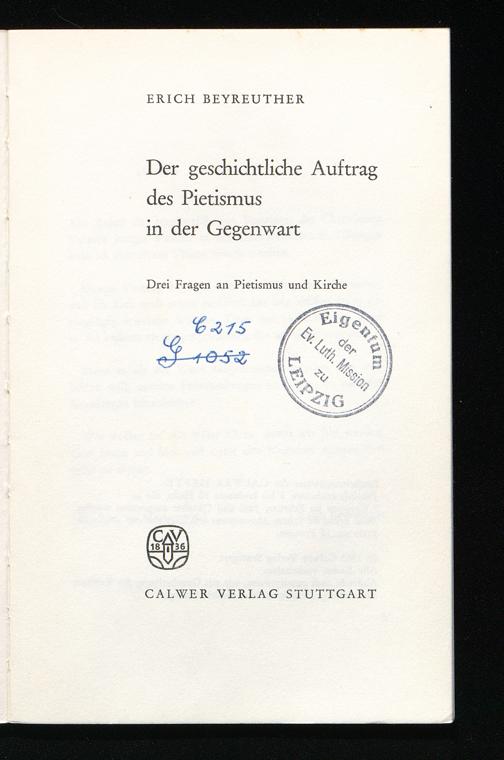 ERICH BEYREUTHER
Der geschichtliche Auftrag
des Pietismus
in der Gegenwart
Drei Fragen an Pietismus und Kirche
C 215
G 1052
Eigentum
der
Ev. Luth. Mission
zu
LEIPZIG
CAV
18 36
CALWER VERLAG STUTTGART